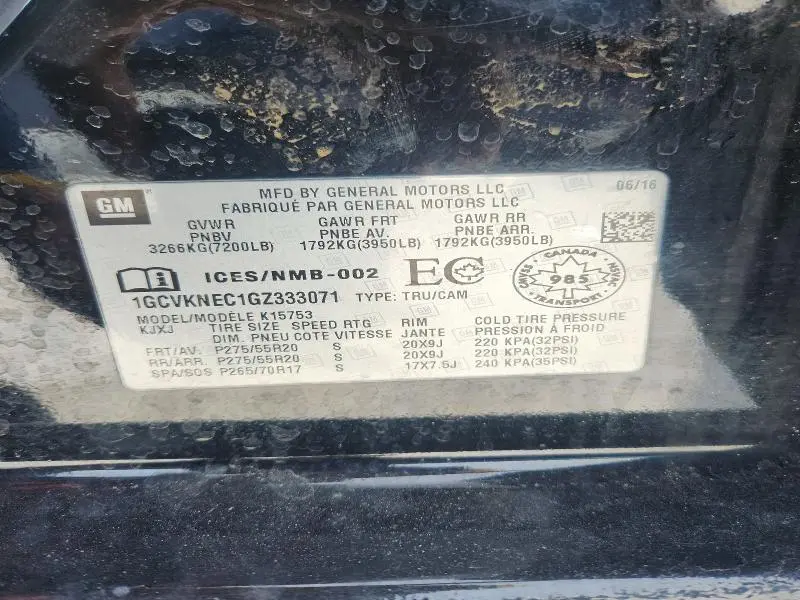 GM
MFD BY GENERAL MOTORS LLC
FABRIQUÉ PAR GENERAL MOTORS LLC
06/16
GVWR GAWR FRT GAWR RR
PNBV PNBE AV. PNBE ARR.
3266KG(7200LB) 1792KG(3950LB) 1792KG(3950LB)
ICES/NMB-002 EC
CANADA
CMVSS 985 NSVAC
TRANSPORT
1GCVKNEC1GZ333071 TYPE: TRU/CAM
MODEL/MODÈLE K15753
KJXJ TIRE SIZE SPEED RTG RIM COLD TIRE PRESSURE
DIM. PNEU COTE VITESSE JANTE PRESSION À FROID
FRT/AV. P275/55R20 S 20X9J 220 KPA(32PSI)
RR/ARR. P275/55R20 S 20X9J 220 KPA(32PSI)
SPA/SOS P265/70R17 S 17X7.5J 240 KPA(35PSI)